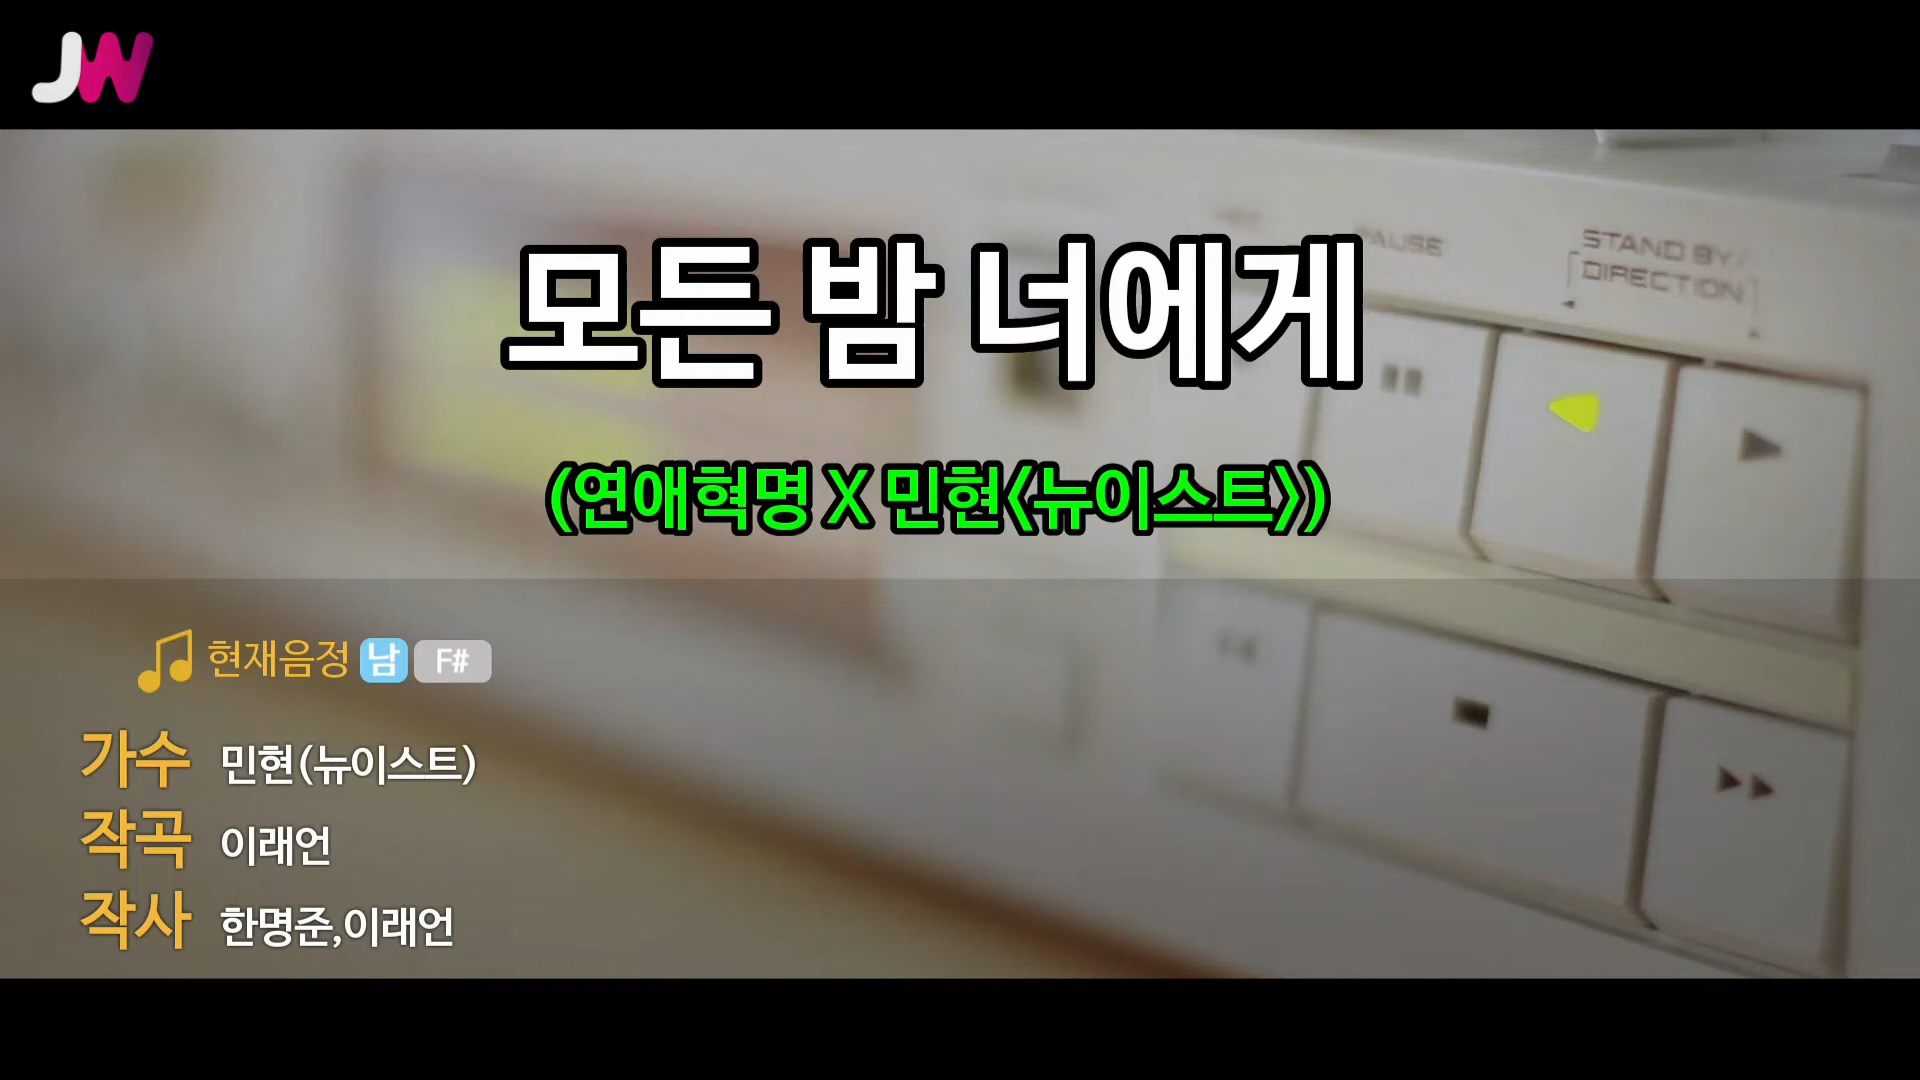 JW
모든 밤 너에게
PAUSE
STAND BY/
DIRECTION
(연애혁명 X 민현<뉴이스트>)
현재음정 남 F#
가수 민현(뉴이스트)
작곡 이래언
작사 한명준,이래언